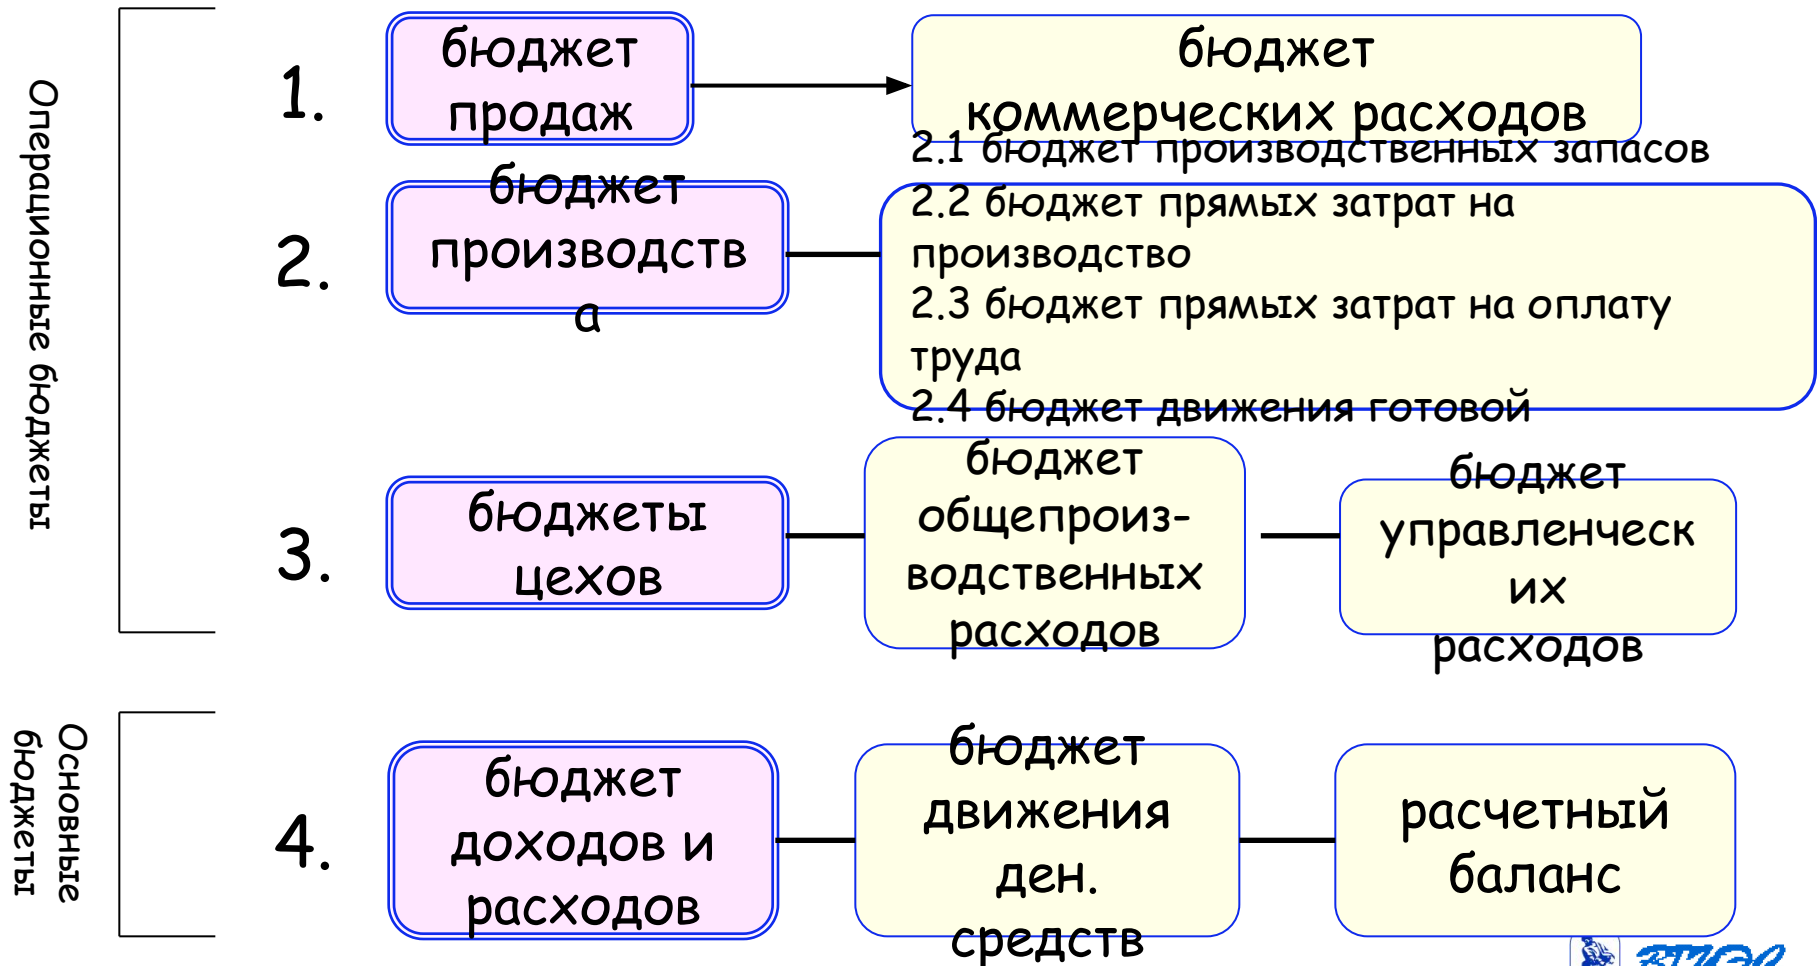 Операционные бюджеты
1.
бюджет
продаж
бюджет
коммерческих расходов
2.
бюджет
производств
а
2.1 бюджет производственных запасов
2.2 бюджет прямых затрат на
производство
2.3 бюджет прямых затрат на оплату
труда
2.4 бюджет движения готовой
3.
бюджеты
цехов
бюджет
общепроиз-
водственных
расходов
бюджет
управленческ
их
расходов
Основные
бюджеты
4.
бюджет
доходов и
расходов
бюджет
движения
ден.
средств
расчетный
баланс